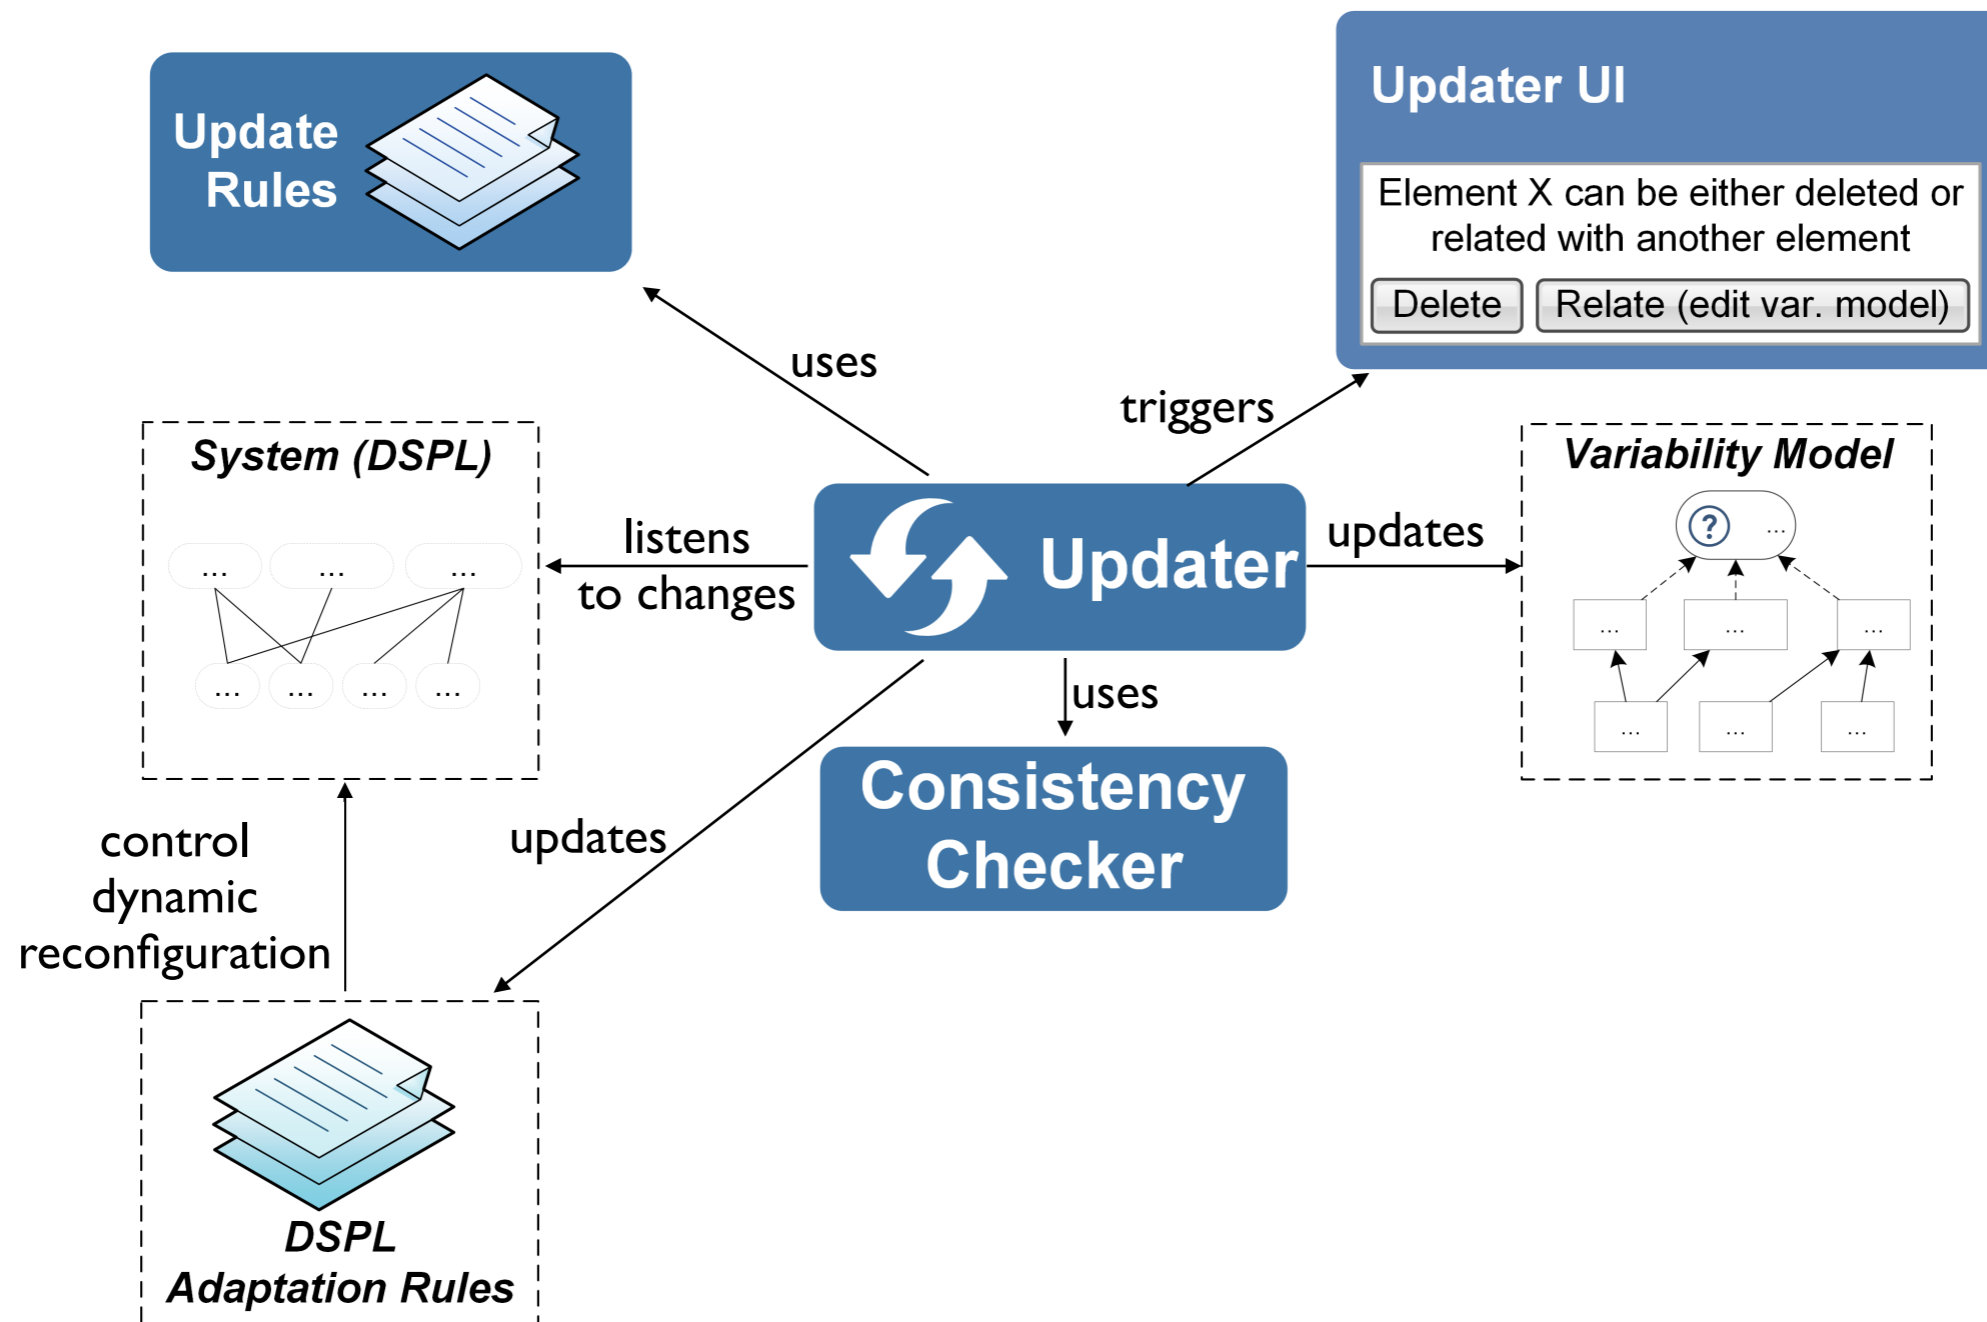 Update
Rules
Updater UI
Element X can be either deleted or
related with another element
Delete
Relate (edit var. model)
uses
triggers
System (DSPL)
...
...
...
...
...
...
...
listens
to changes
Updater
updates
Variability Model
?
...
...
...
...
...
...
...
uses
Consistency
Checker
updates
control
dynamic
reconfiguration
DSPL
Adaptation Rules